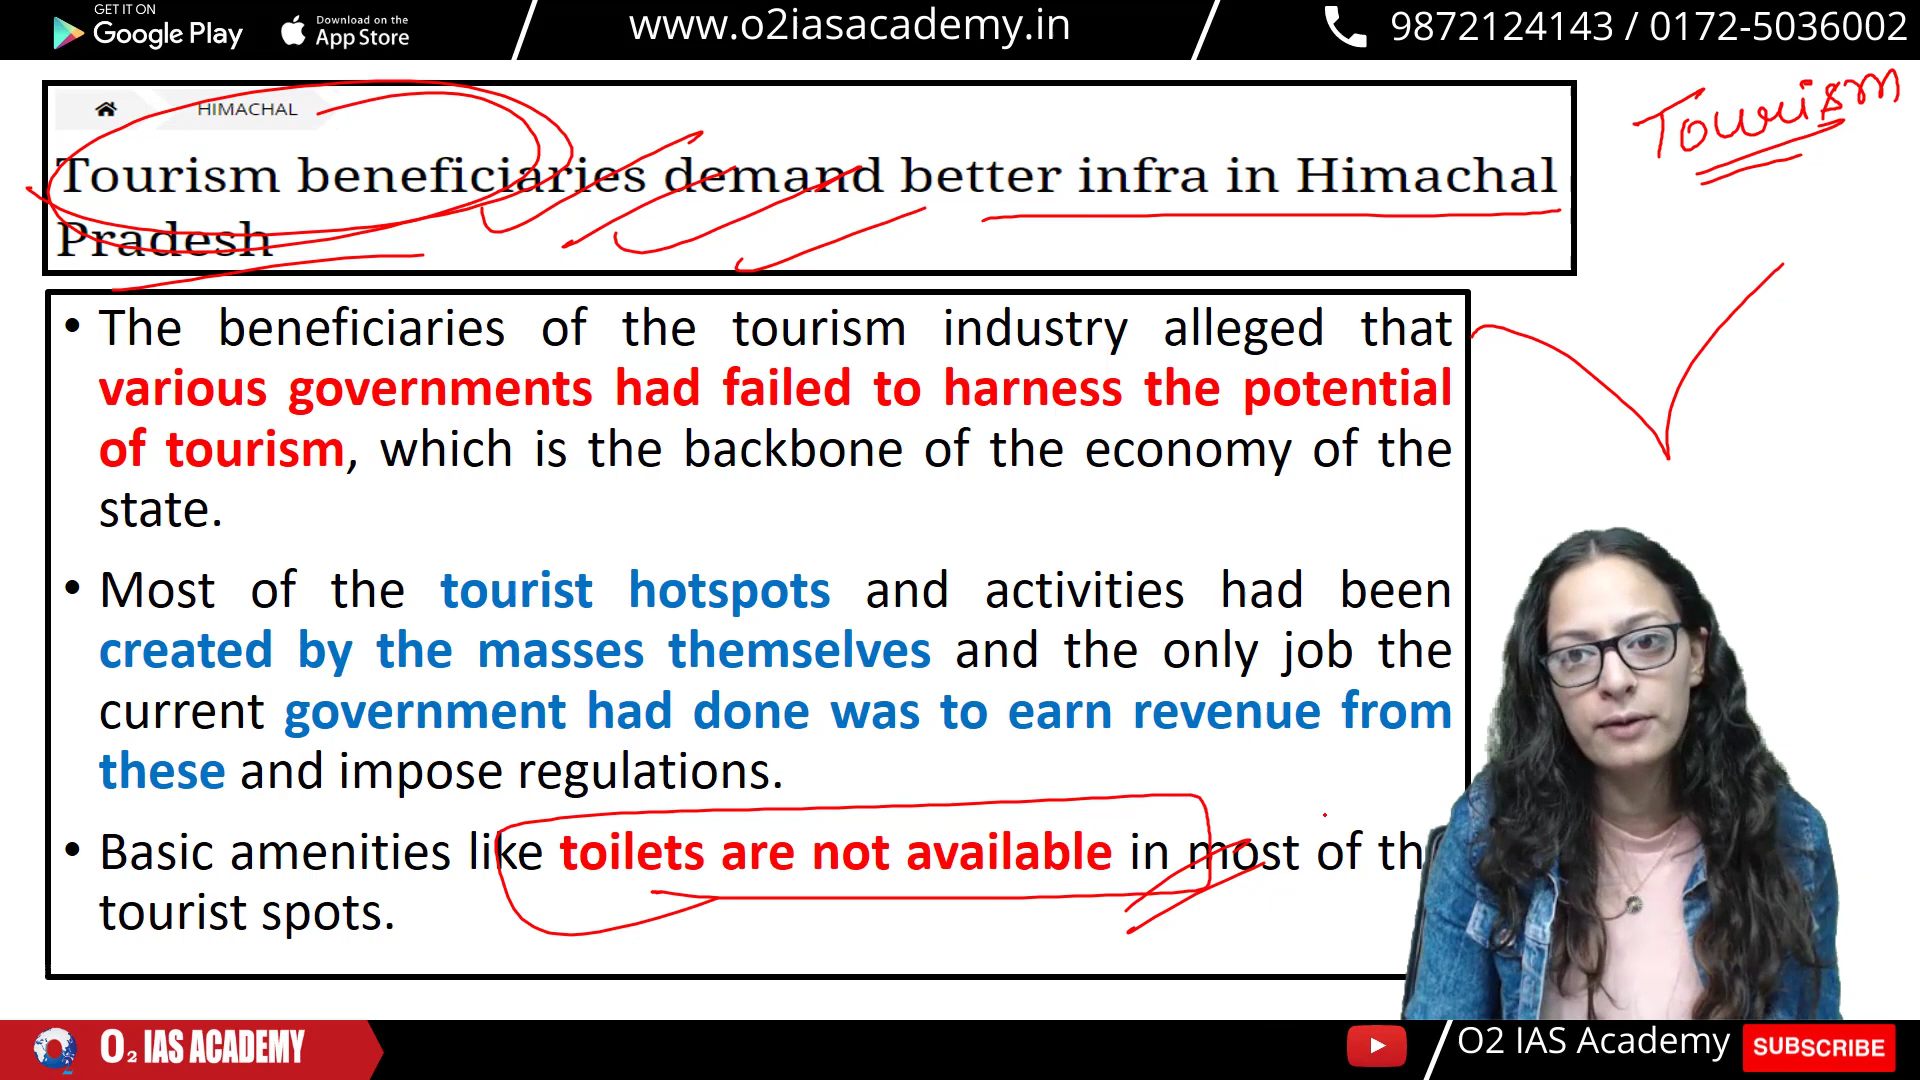 GET IT ON
Google Play
Download on the
App Store
www.o2iasacademy.in
9872124143 / 0172-5036002
HIMACHAL
Tourism beneficiaries demand better infra in Himachal
Pradesh
Tourism
• The beneficiaries of the tourism industry alleged that
various governments had failed to harness the potential
of tourism, which is the backbone of the economy of the
state.
• Most of the tourist hotspots and activities had been
created by the masses themselves and the only job the
current government had done was to earn revenue from
these and impose regulations.
• Basic amenities like toilets are not available in most of th
tourist spots.
O2 IAS ACADEMY
O2 IAS Academy
SUBSCRIBE